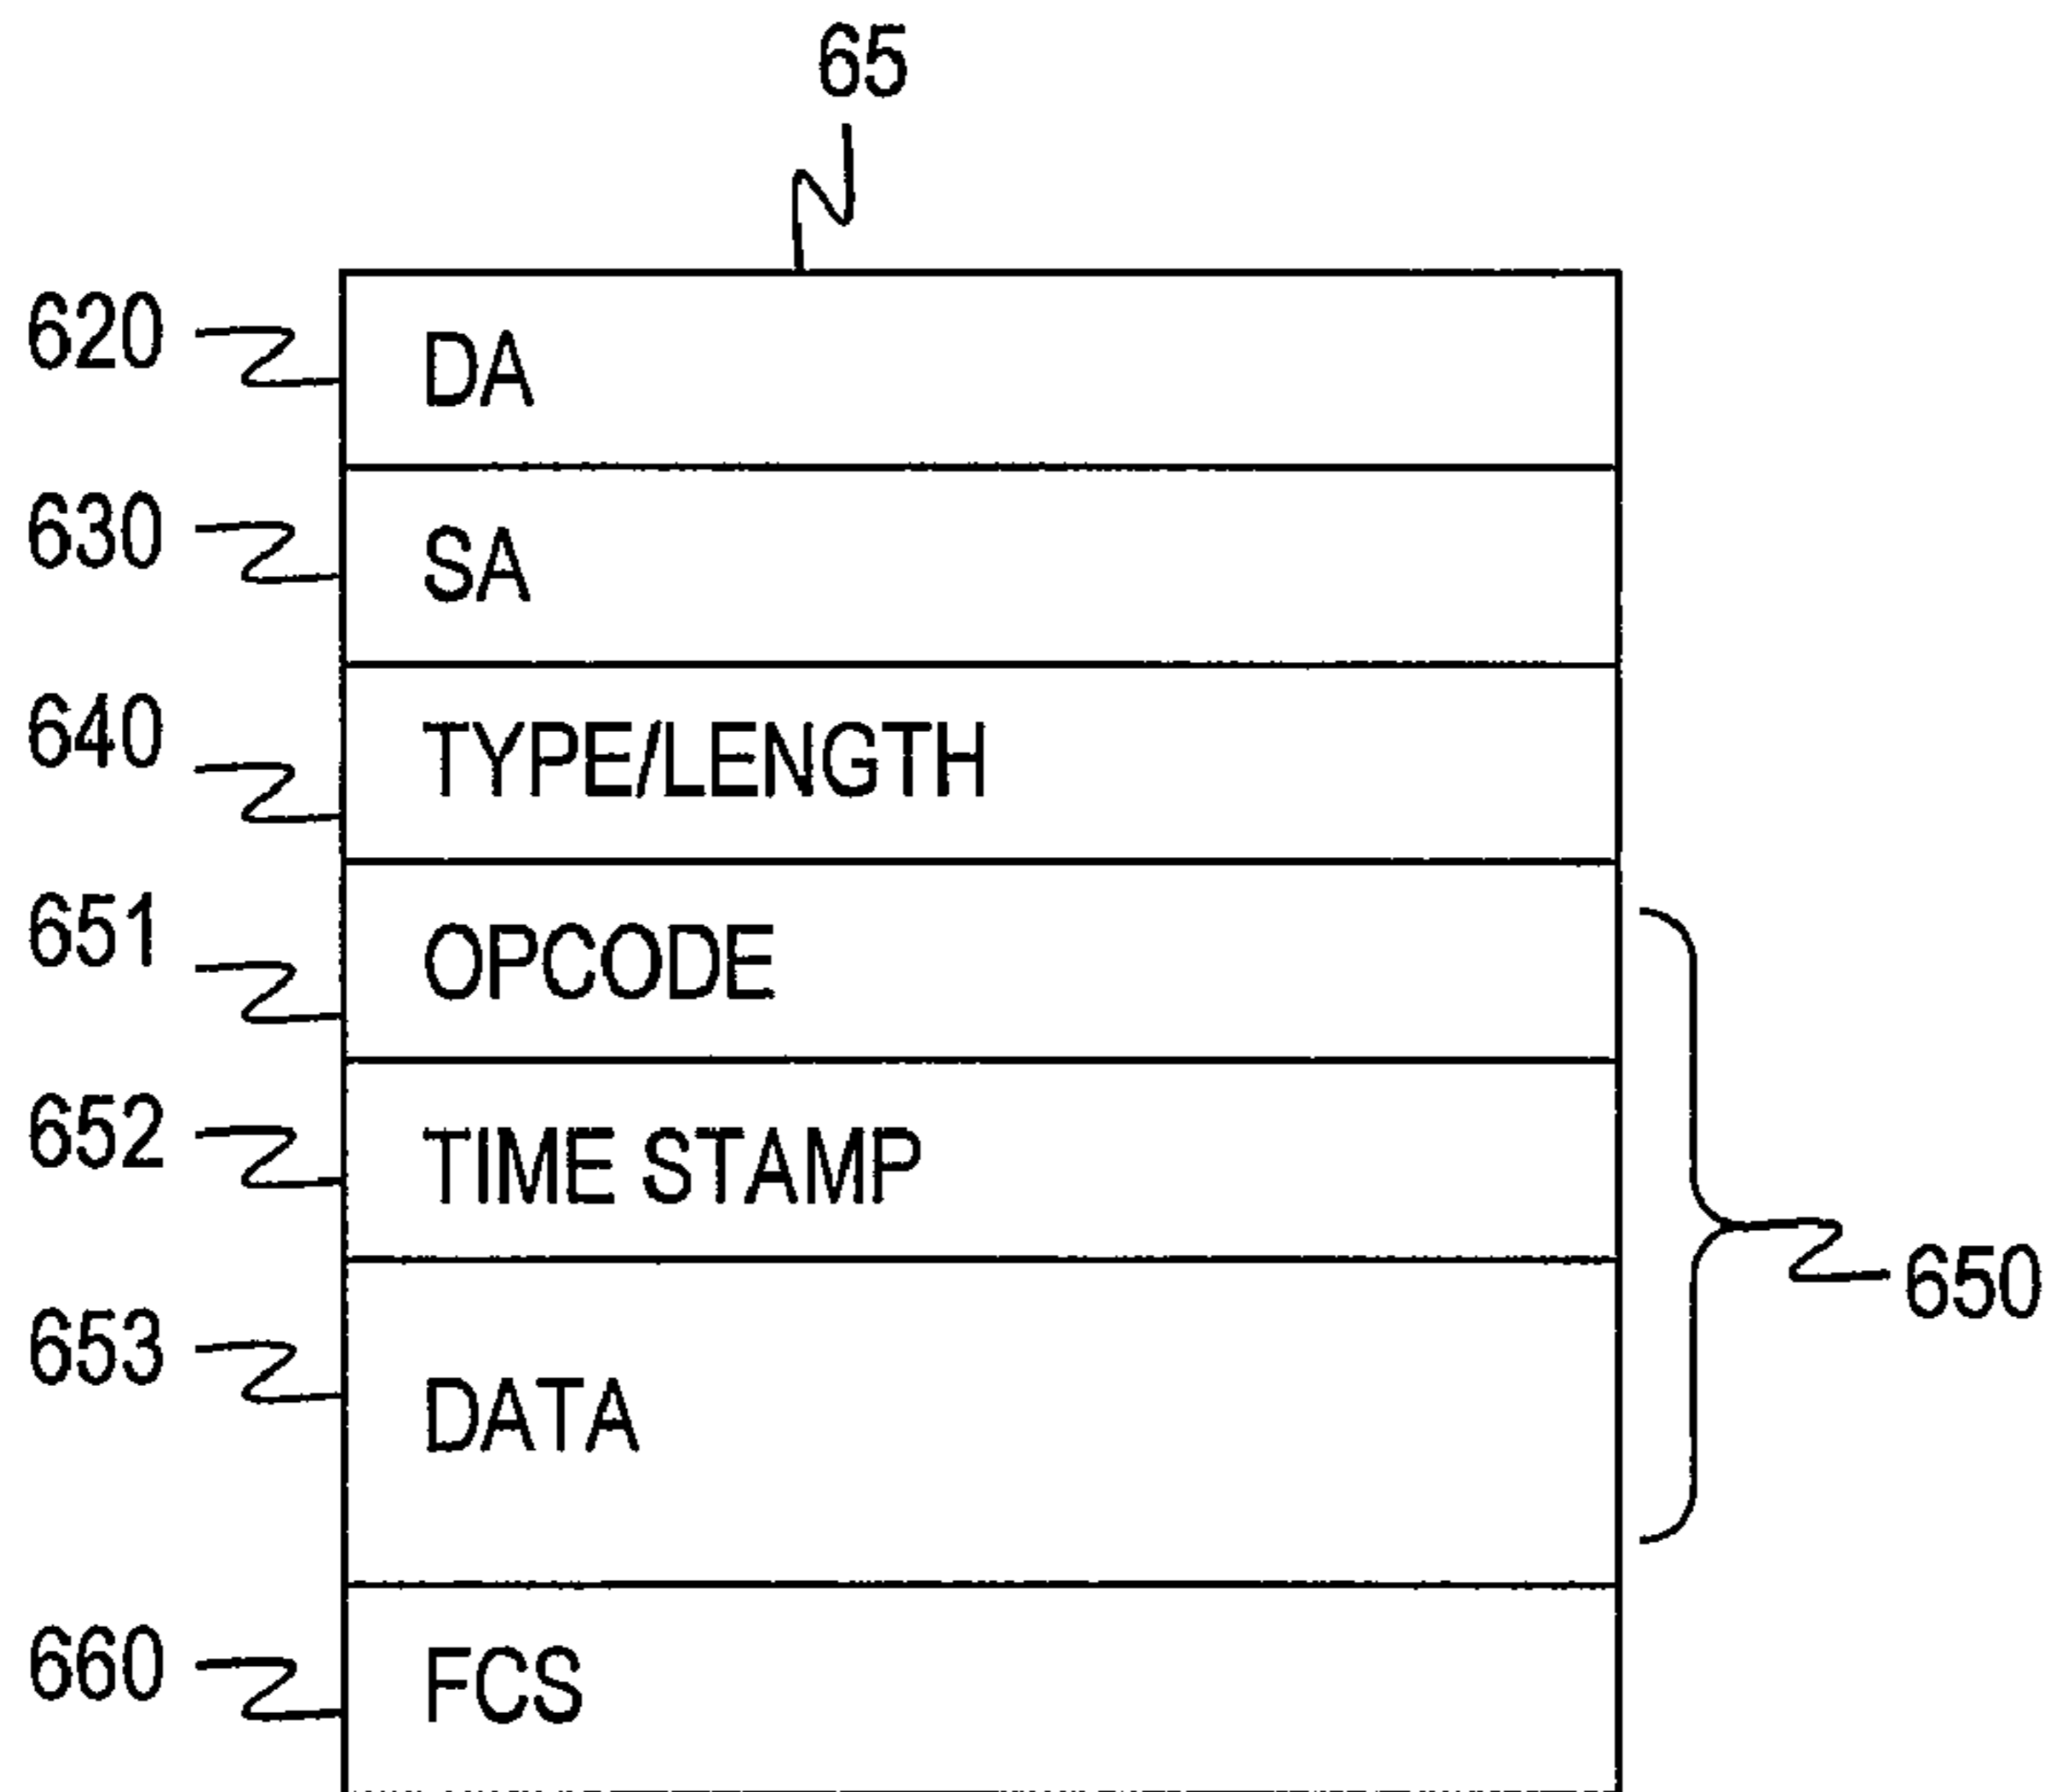 65
620 DA
630 SA
640 TYPE/LENGTH
651 OPCODE
652 TIME STAMP
650
653 DATA
660 FCS